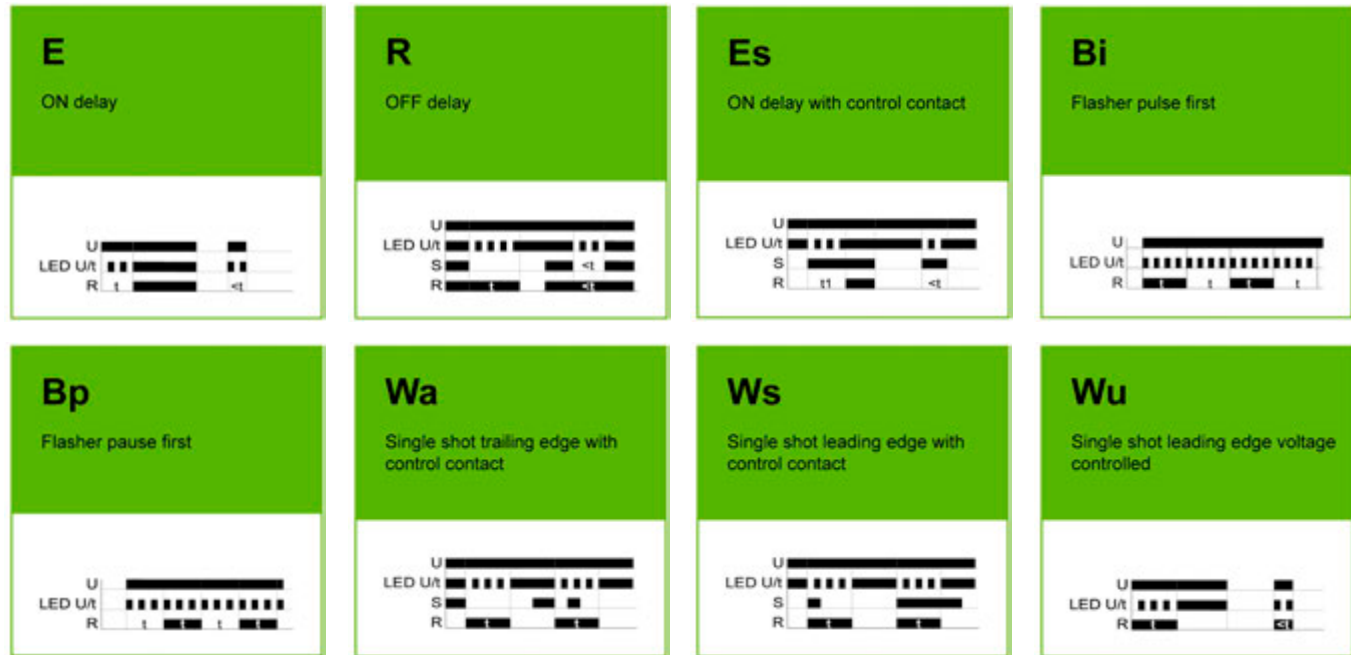 E
ON delay
U
LED U/t
R
t
<t
R
OFF delay
U
LED U/t
S
<t
R
t
<t
Es
ON delay with control contact
U
LED U/t
S
R
t1
<t
Bi
Flasher pulse first
U
LED U/t
R
t
t
t
t
Bp
Flasher pause first
U
LED U/t
R
t
t
t
t
Wa
Single shot trailing edge with
control contact
U
LED U/t
S
R
t
t
Ws
Single shot leading edge with
control contact
U
LED U/t
S
R
t
t
Wu
Single shot leading edge voltage
controlled
U
LED U/t
R
t
<t